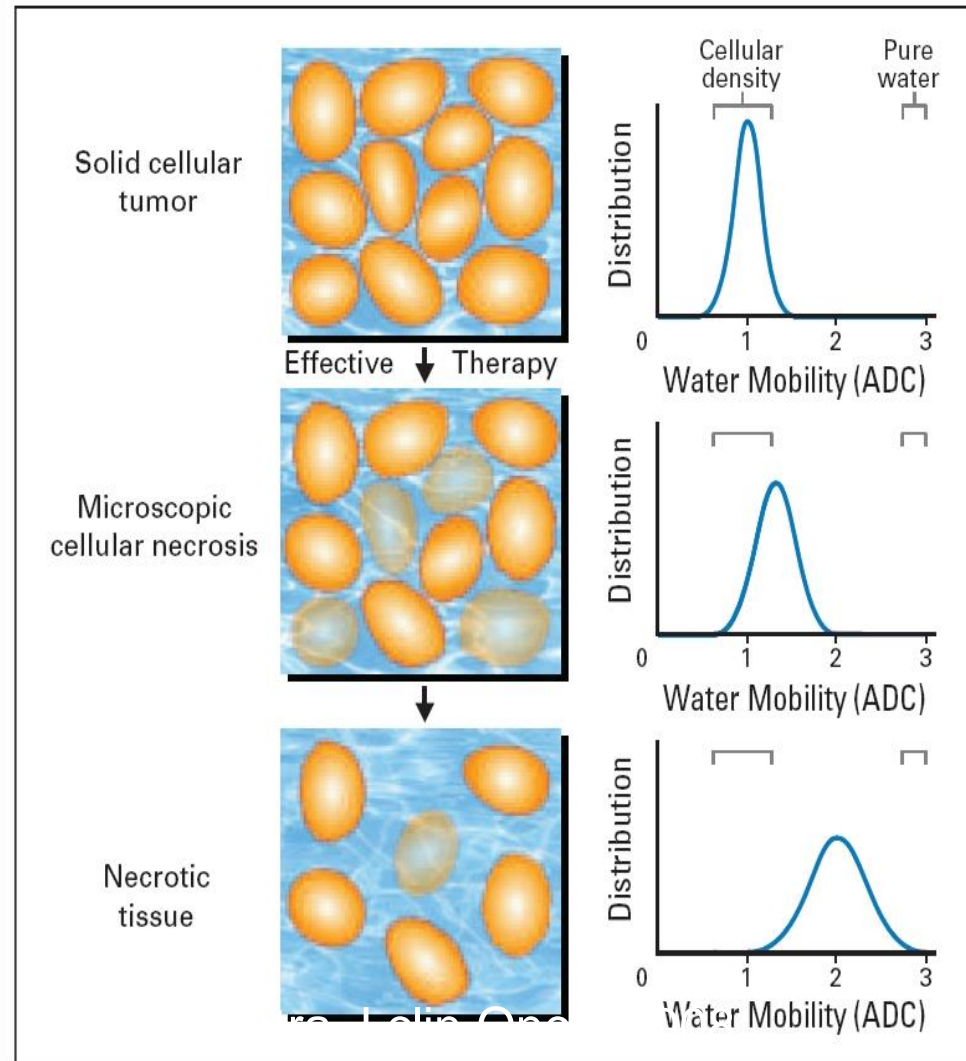 Cellular
density
Pure
water
Solid cellular
tumor
Distribution
0 1 2 3
Water Mobility (ADC)
Effective Therapy
Microscopic
cellular necrosis
Distribution
0 1 2 3
Water Mobility (ADC)
Necrotic
tissue
Distribution
0 1 2 3
Water Mobility (ADC)